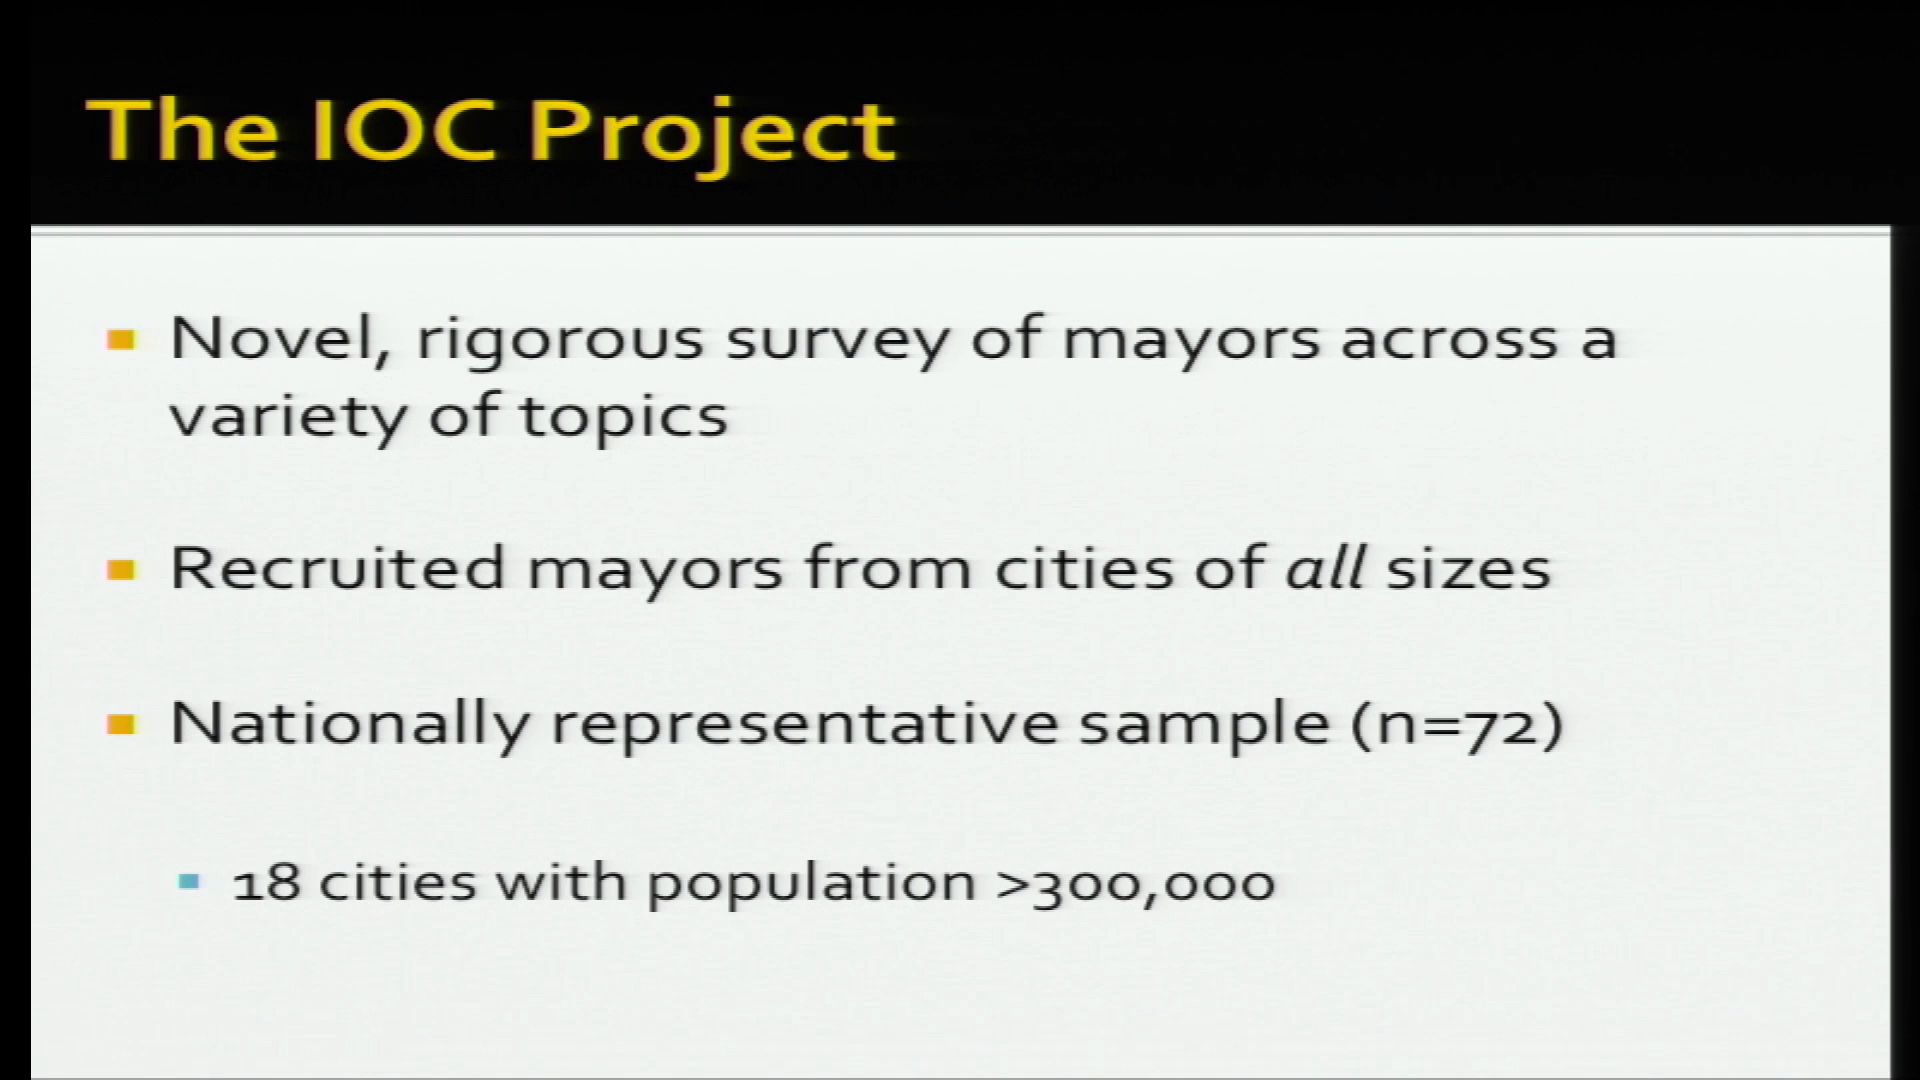 The IOC Project
Novel, rigorous survey of mayors across a
variety of topics
Recruited mayors from cities of all sizes
Nationally representative sample (n=72)
18 cities with population >300,000